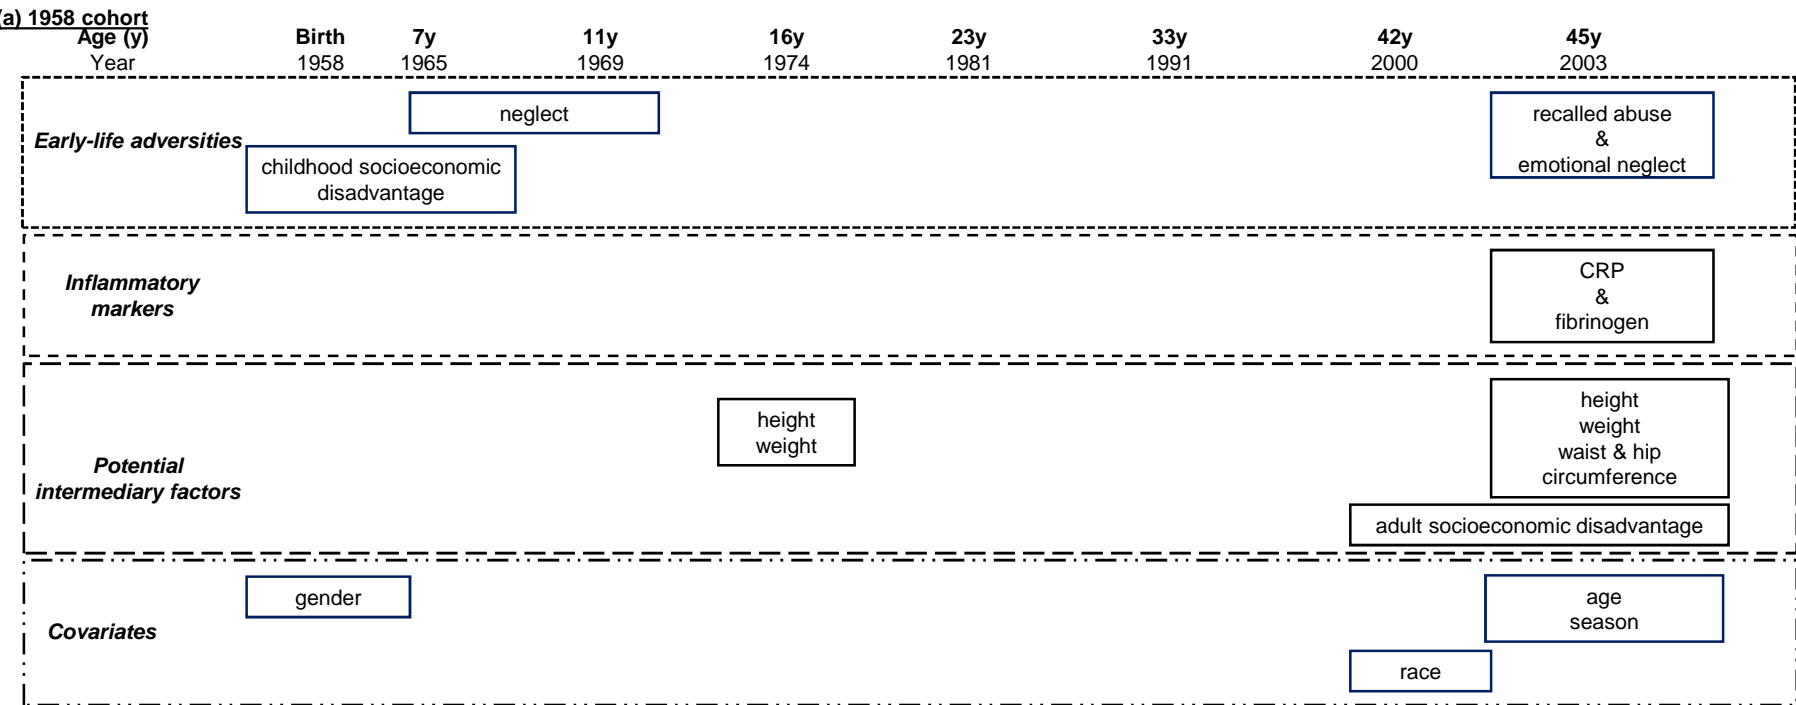 (a) 1958 cohort
Age (y) Birth 7y 11y 16y 23y 33y 42y 45y
Year 1958 1965 1969 1974 1981 1991 2000 2003
Early-life adversities
neglect
childhood socioeconomic
disadvantage
recalled abuse
&
emotional neglect
Inflammatory
markers
CRP
&
fibrinogen
Potential
intermediary factors
height
weight
height
weight
waist & hip
circumference
adult socioeconomic disadvantage
Covariates
gender
age
season
race